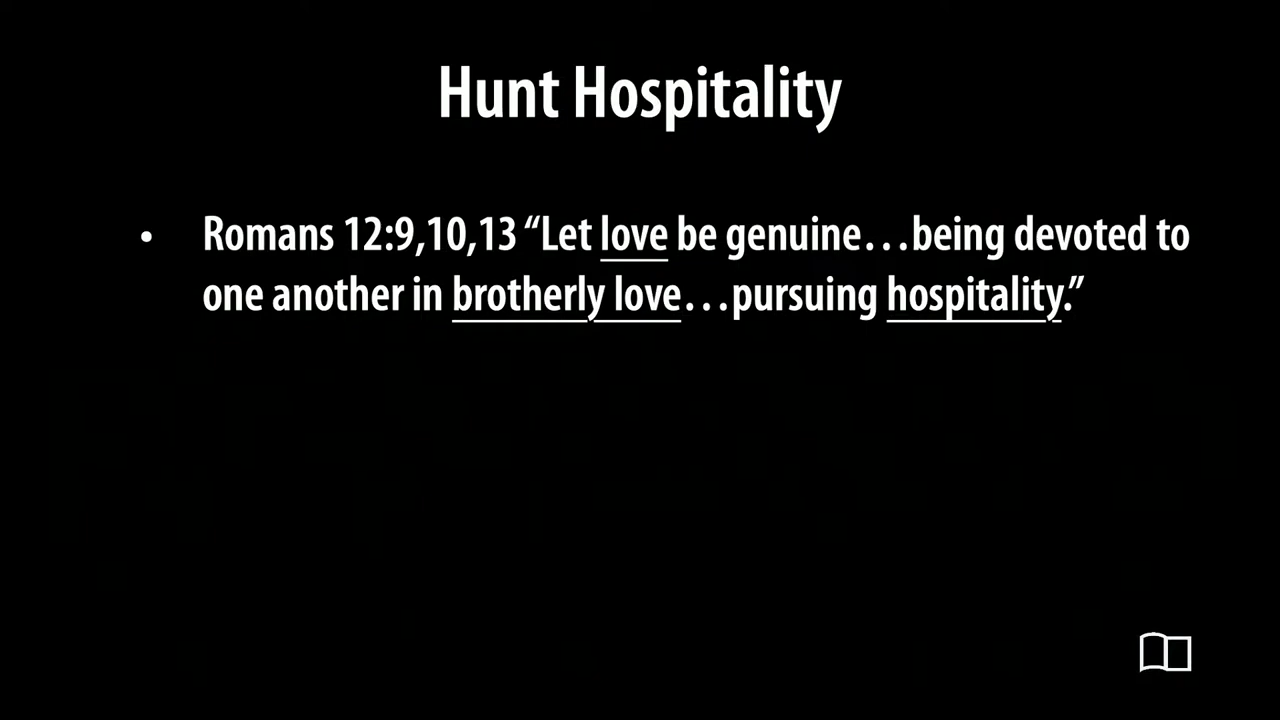 Hunt Hospitality
• Romans 12:9,10,13 “Let love be genuine…being devoted to
one another in brotherly love…pursuing hospitality.”